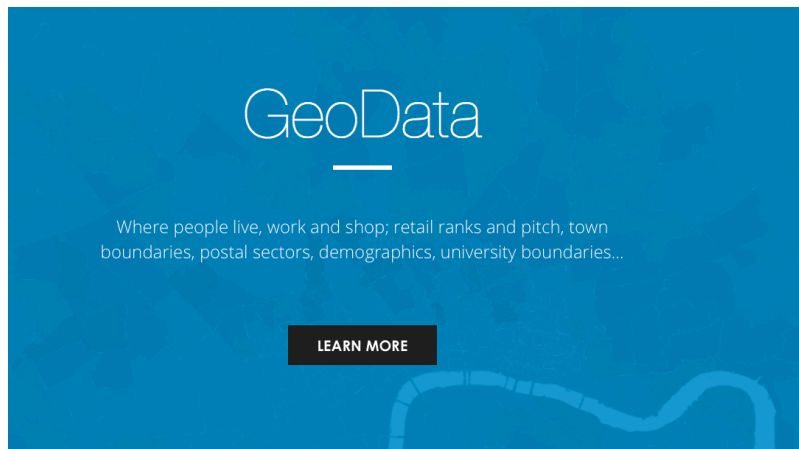 GeoData
Where people live, work and shop; retail ranks and pitch, town
boundaries, postal sectors, demographics, university boundaries...
LEARN MORE